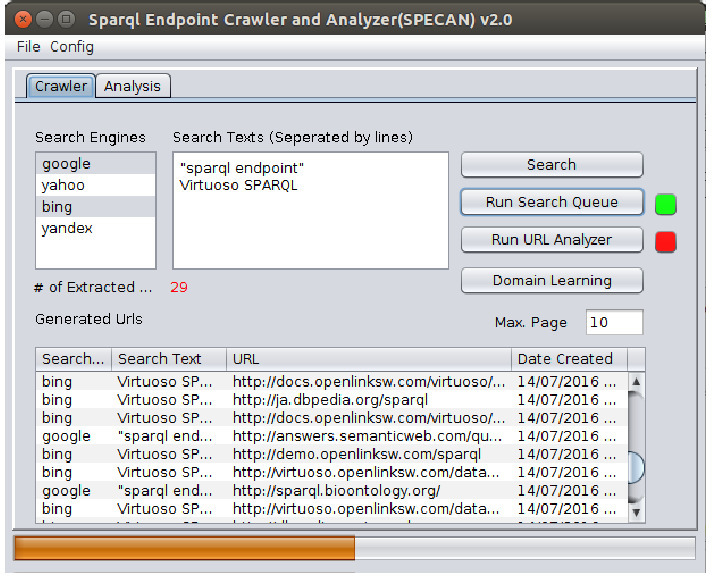 Sparql Endpoint Crawler and Analyzer(SPECAN) v2.0
File Config
Crawler Analysis
Search Engines Search Texts (Seperated by lines)
google
yahoo
bing
yandex
"sparql endpoint"
Virtuoso SPARQL
Search
Run Search Queue
Run URL Analyzer
Domain Learning
# of Extracted ... 29
Generated Urls
Max. Page 10
Search... Search Text URL Date Created
bing Virtuoso SP... http://docs.openlinksw.com/virtuoso/... 14/07/2016 ...
bing Virtuoso SP... http://ja.dbpedia.org/sparql 14/07/2016 ...
bing Virtuoso SP... http://docs.openlinksw.com/virtuoso/... 14/07/2016 ...
google "sparql end... http://answers.semanticweb.com/qu... 14/07/2016 ...
bing Virtuoso SP... http://demo.openlinksw.com/sparql 14/07/2016 ...
bing Virtuoso SP... http://virtuoso.openlinksw.com/data... 14/07/2016 ...
google "sparql end... http://sparql.bioontology.org/ 14/07/2016 ...
bing Virtuoso SP... http://virtuoso.openlinksw.com/data... 14/07/2016 ...